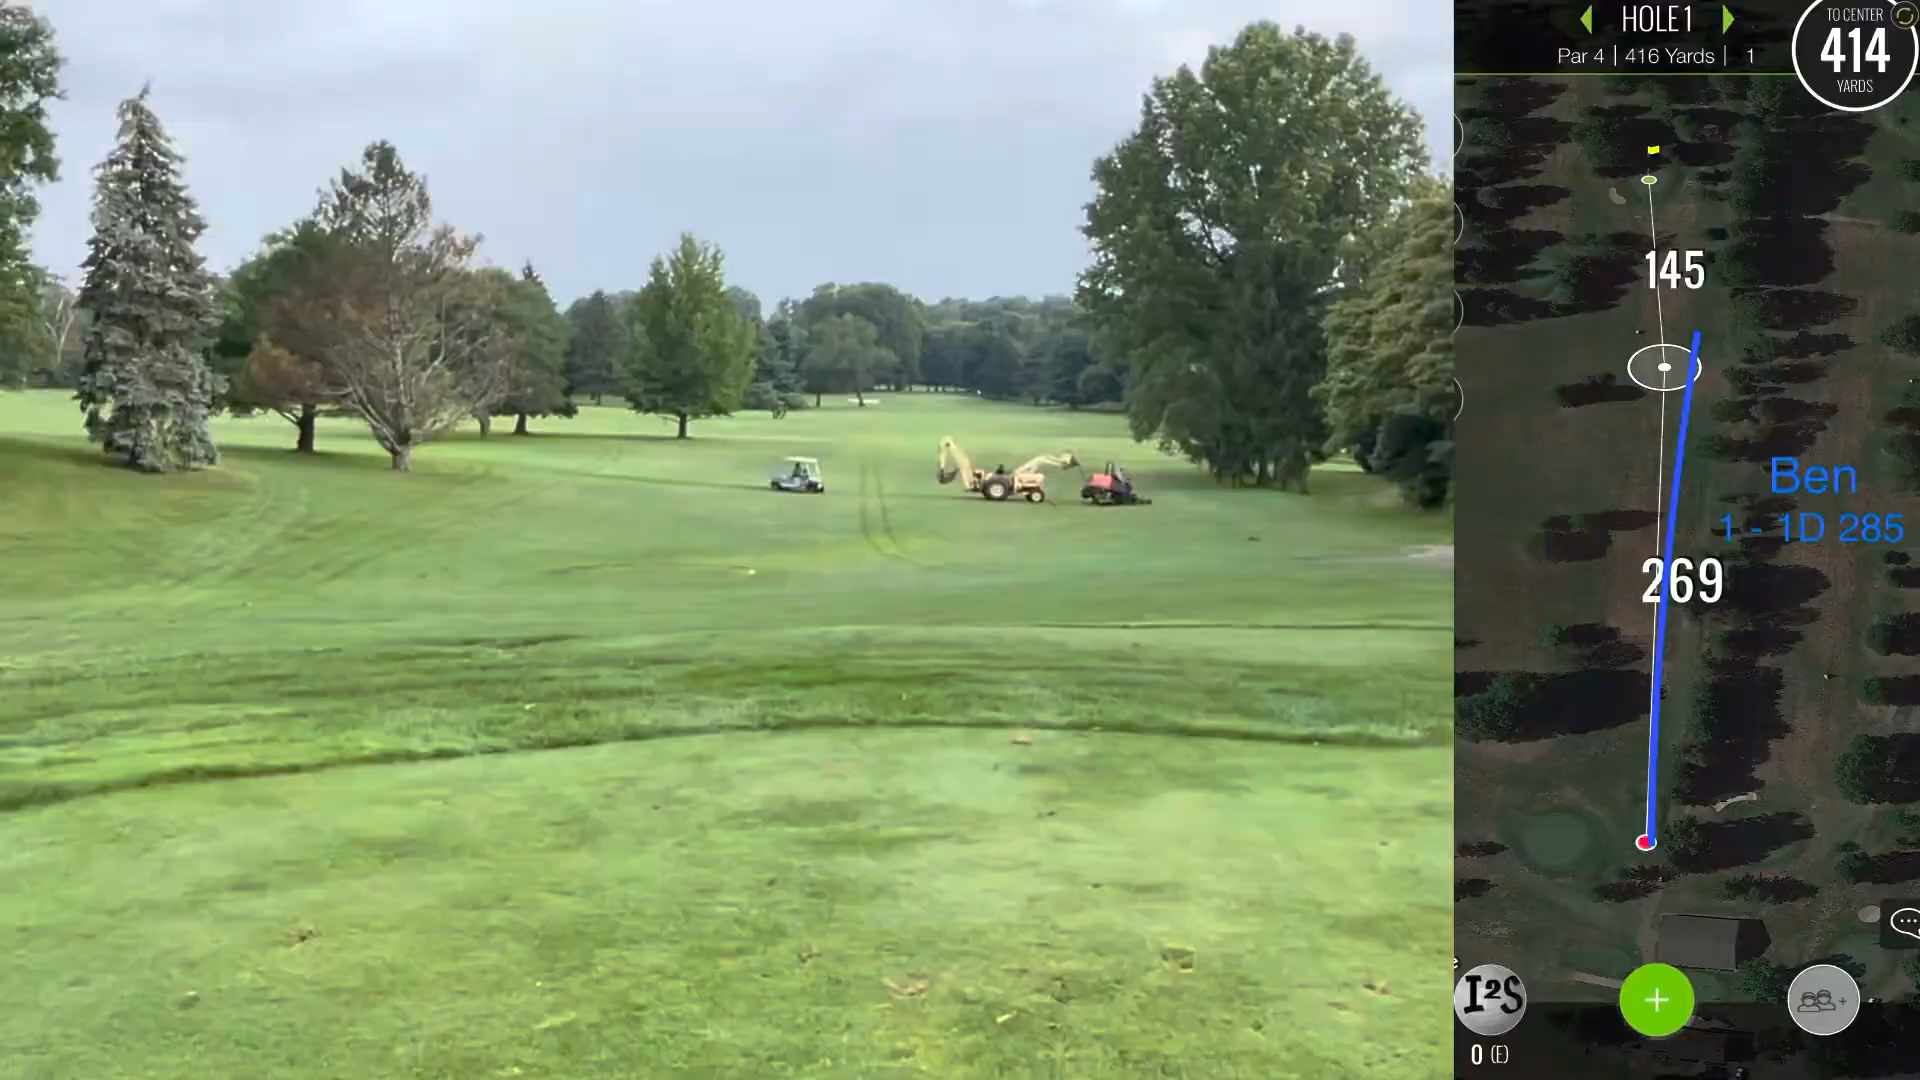 HOLE 1
Par 4 | 416 Yards | 1
TO CENTER
414
YARDS
145
Ben
1 - 1D 285
269
I²S
0 (E)